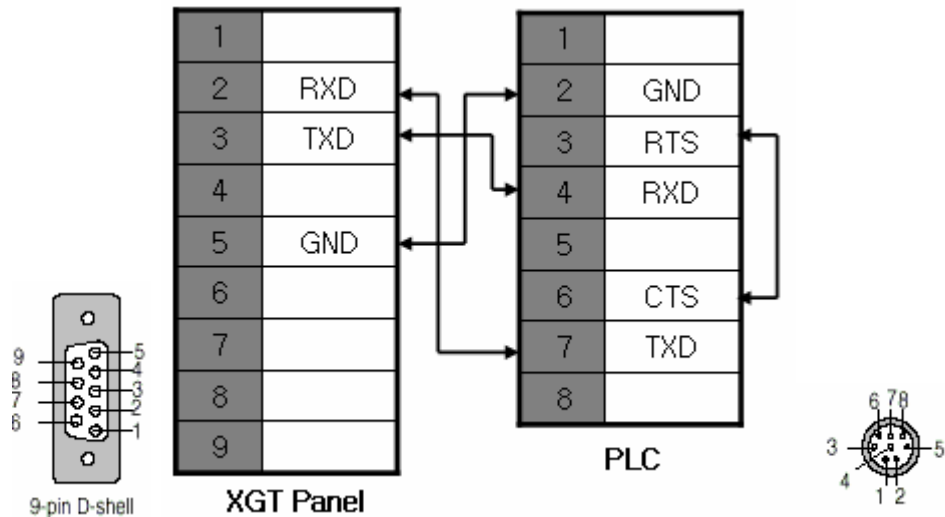 1
2 RXD
3 TXD
4
5 GND
6
7
8
9
XGT Panel
1
2 GND
3 RTS
4 RXD
5
6 CTS
7 TXD
8
PLC
9
8
7
6
5
4
3
2
1
9-pin D-shell
6 7 8
3
5
4
1 2